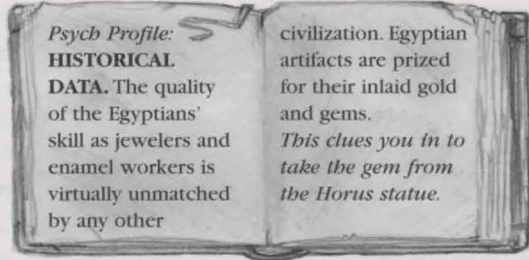 Psych Profile:
HISTORICAL
DATA. The quality
of the Egyptians'
skill as jewelers and
enamel workers is
virtually unmatched
by any other
civilization. Egyptian
artifacts are prized
for their inlaid gold
and gems.
This clues you in to
take the gem from
the Horus statue.